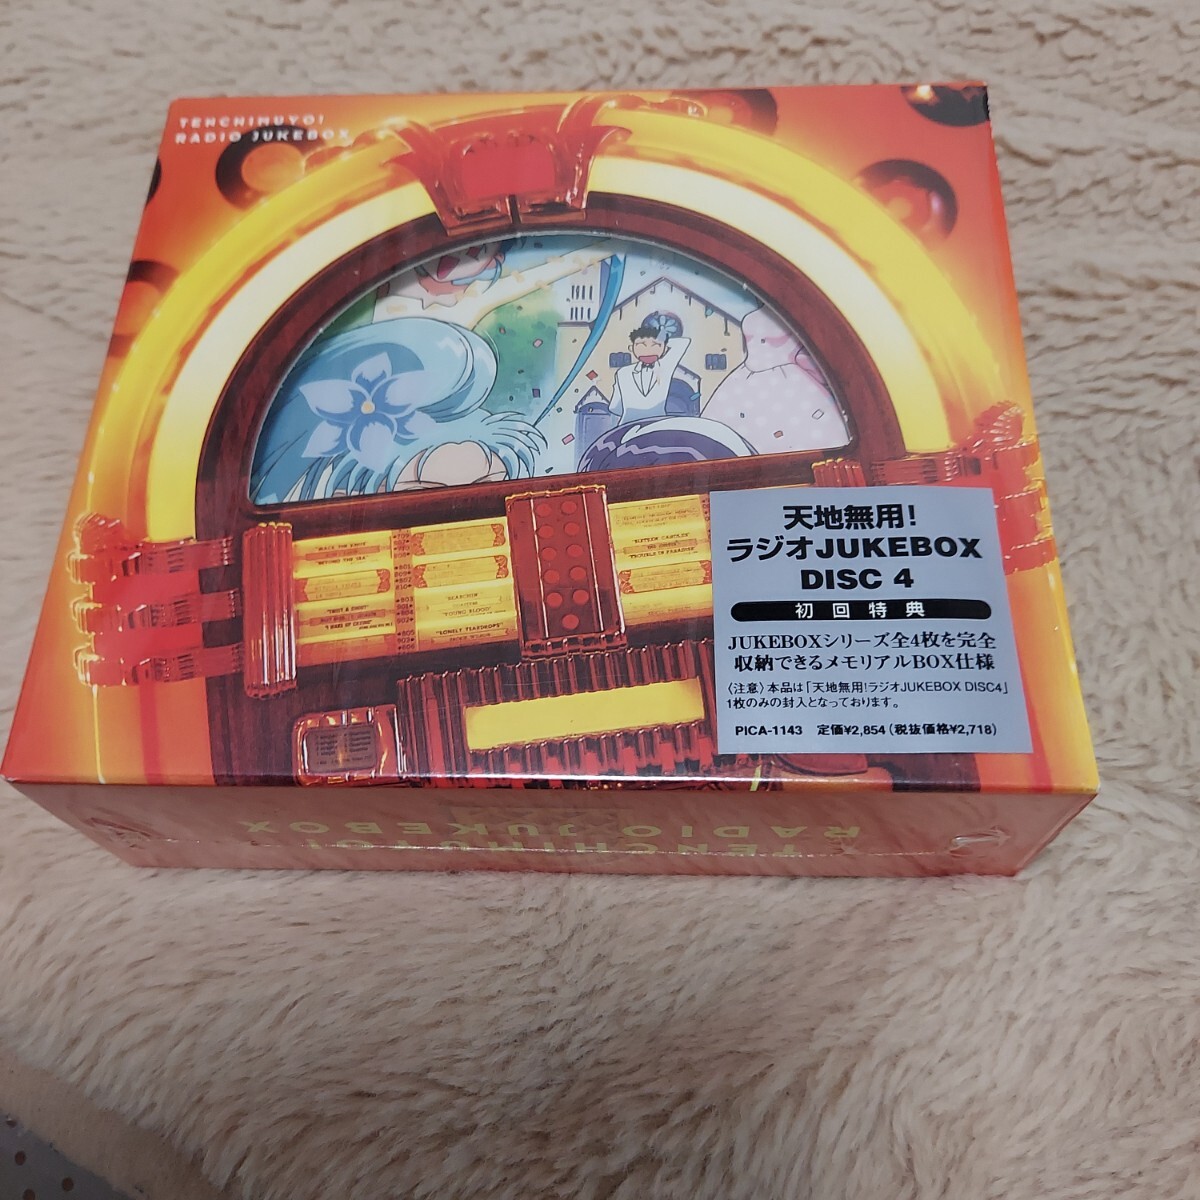 TENCHIMUYO!
RADIO JUKEBOX
天地無用!
ラジオJUKEBOX
DISC 4
初回特典
JUKEBOXシリーズ全4枚を完全
収納できるメモリアルBOX仕様
〈注意〉本品は「天地無用!ラジオJUKEBOX DISC4」
1枚のみの封入となっております。
PICA-1143 定価¥2,854(税抜価格¥2,718)
"LONELY TEARDROPS"
TENCHIMUYO!
RADIO JUKEBOX